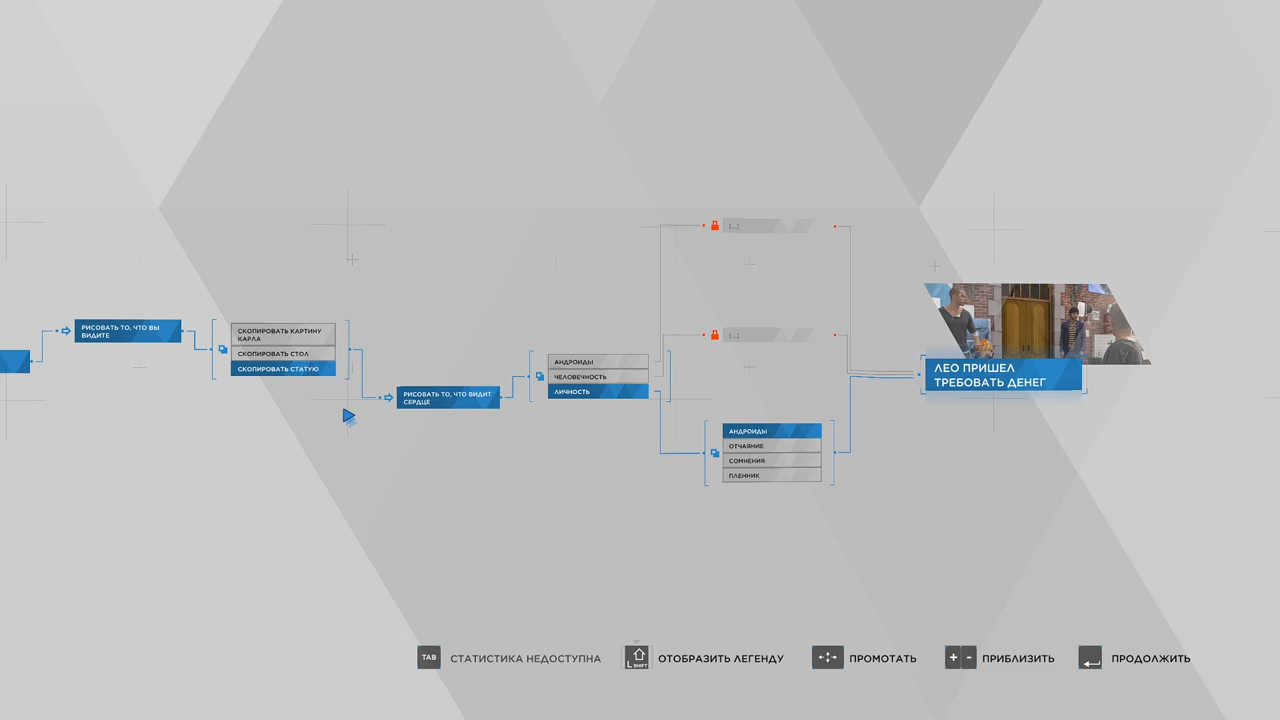 РИСОВАТЬ ТО, ЧТО ВЫ
ВИДИТЕ
СКОПИРОВАТЬ КАРТИНУ
КАРЛА
СКОПИРОВАТЬ СТОЛ
СКОПИРОВАТЬ СТАТУЮ
РИСОВАТЬ ТО, ЧТО ВИДИТ
СЕРДЦЕ
АНДРОИДЫ
ЧЕЛОВЕЧНОСТЬ
ЛИЧНОСТЬ
[...]
[...]
АНДРОИДЫ
ОТЧАЯНИЕ
СОМНЕНИЯ
ПЛЕННИК
ЛЕО ПРИШЕЛ
ТРЕБОВАТЬ ДЕНЕГ
TAB СТАТИСТИКА НЕДОСТУПНА
L SHIFT ОТОБРАЗИТЬ ЛЕГЕНДУ
ПРОМОТАТЬ
+ - ПРИБЛИЗИТЬ
ПРОДОЛЖИТЬ